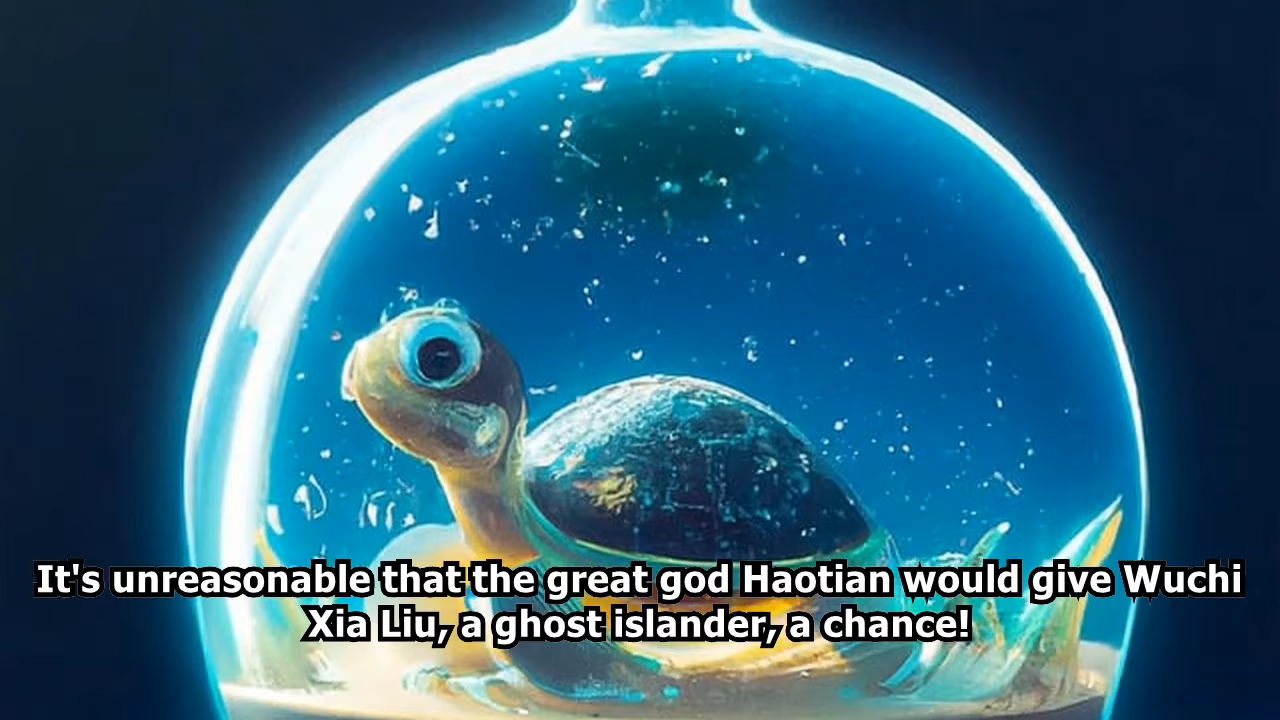 It's unreasonable that the great god Haotian would give Wuchi
Xia Liu, a ghost islander, a chance!